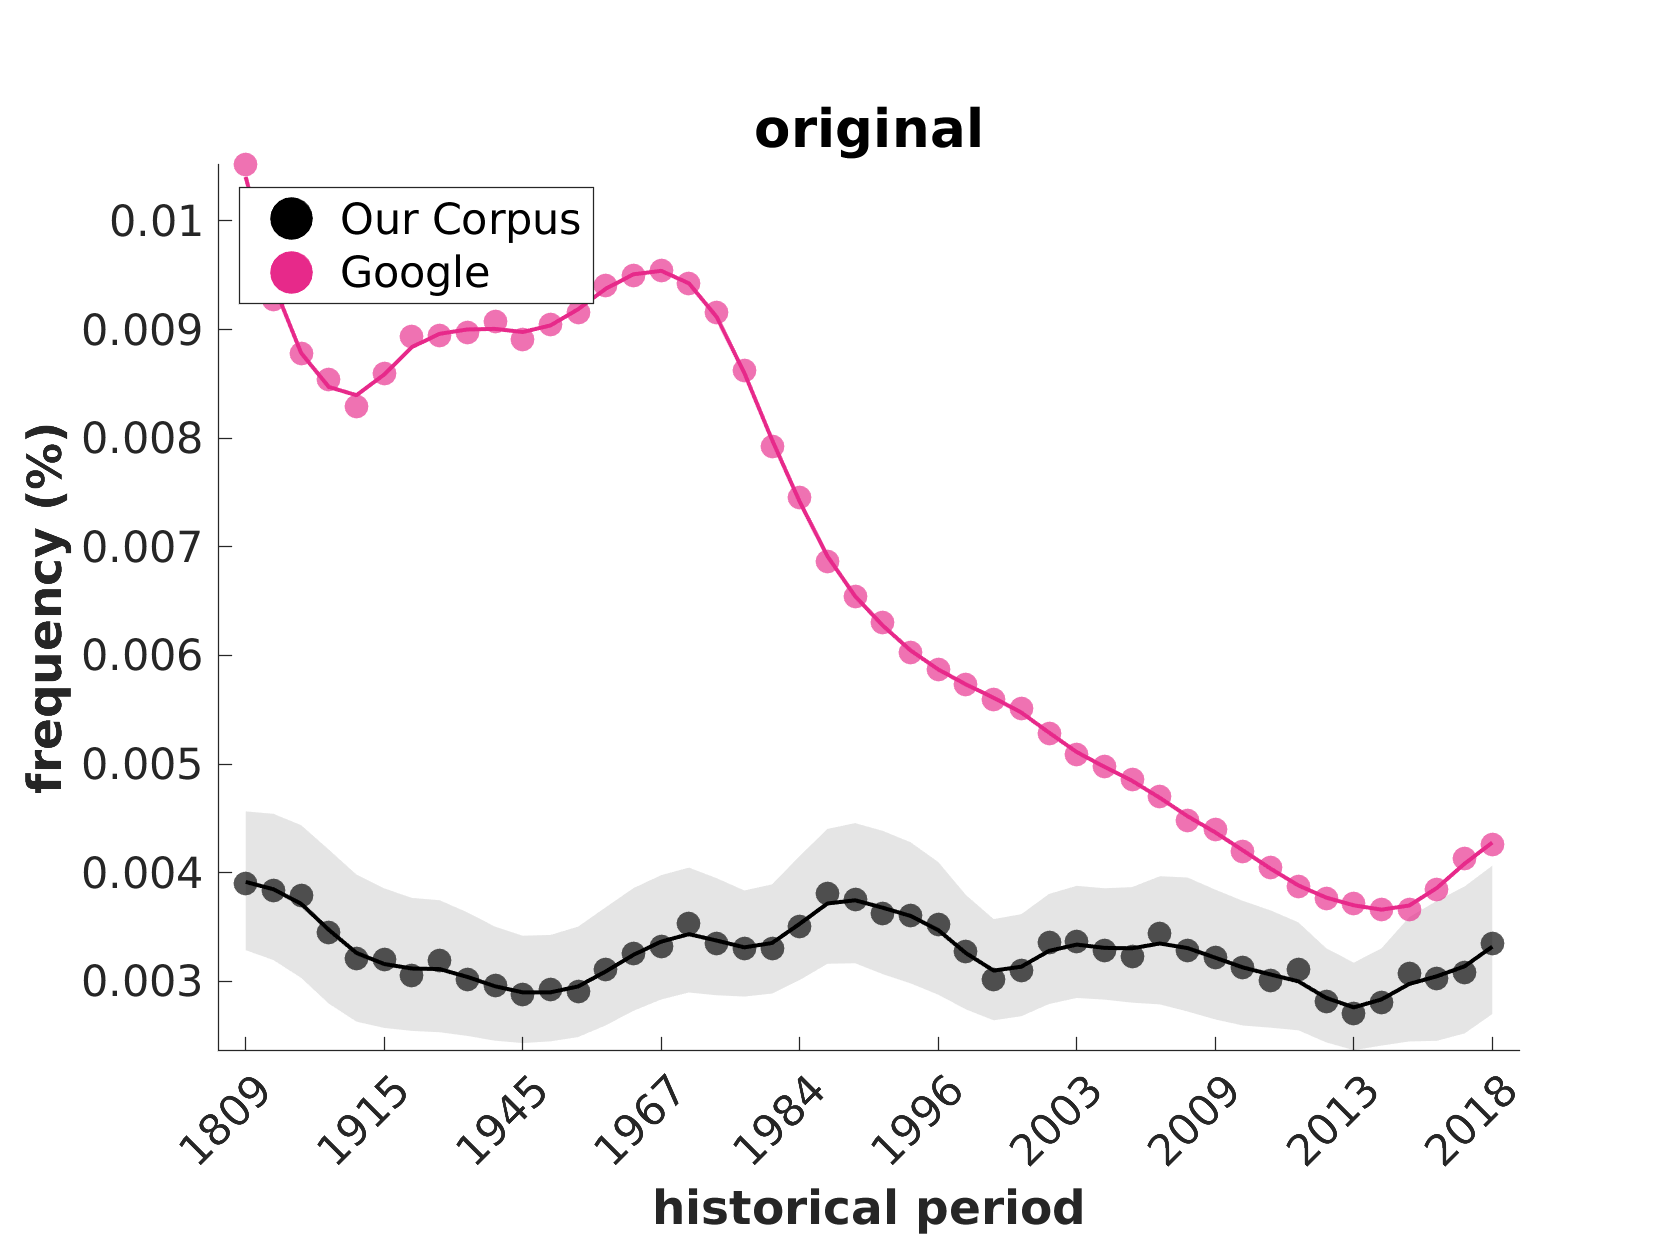 original
Our Corpus
Google
0.01
0.009
0.008
0.007
0.006
0.005
0.004
0.003
frequency (%)
1809 1915 1945 1967 1984 1996 2003 2009 2013 2018
historical period